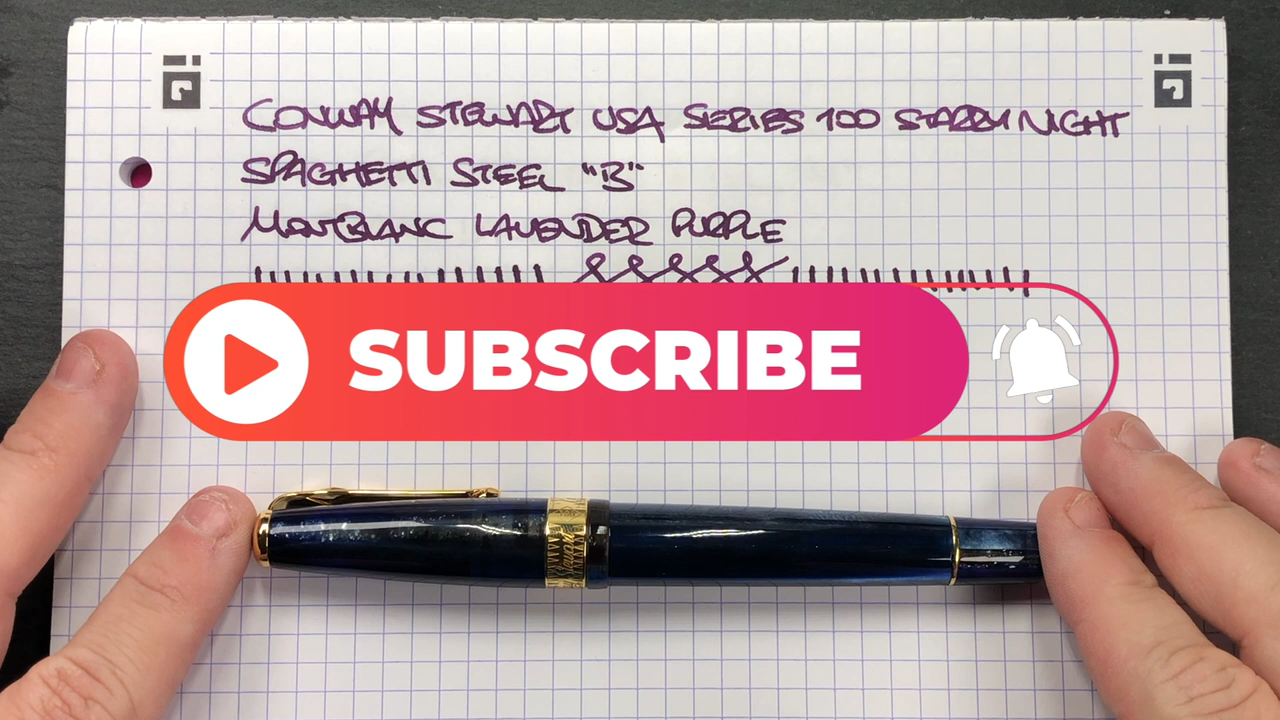 CONWAY STEWART USA SERIES 100 STARRY NIGHT
SPAGHETTI STEEL "B"
MONTBLANC LAVENDER PURPLE
SUBSCRIBE